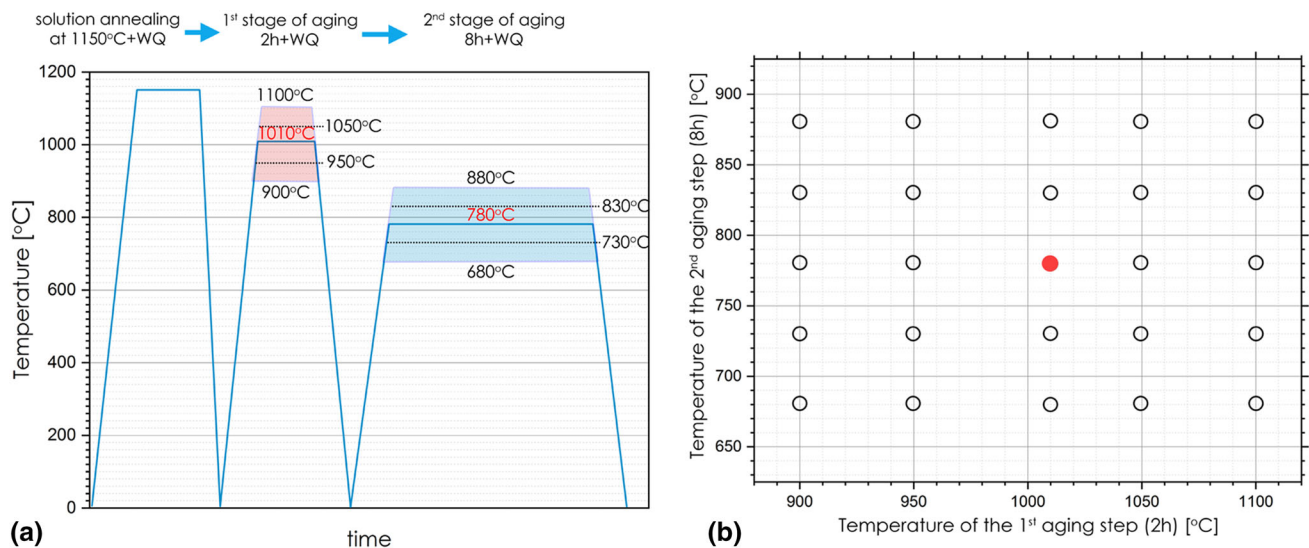 solution annealing
at 1150°C+WQ
1st stage of aging
2h+WQ
2nd stage of aging
8h+WQ
1200
1000
800
600
400
200
0
Temperature [°C]
1100°C
1050°C
1010°C
950°C
900°C
880°C
830°C
780°C
730°C
680°C
time
(a)
Temperature of the 2nd aging step (8h) [°C]
900
850
800
750
700
650
900
950
1000
1050
1100
Temperature of the 1st aging step (2h) [°C]
(b)